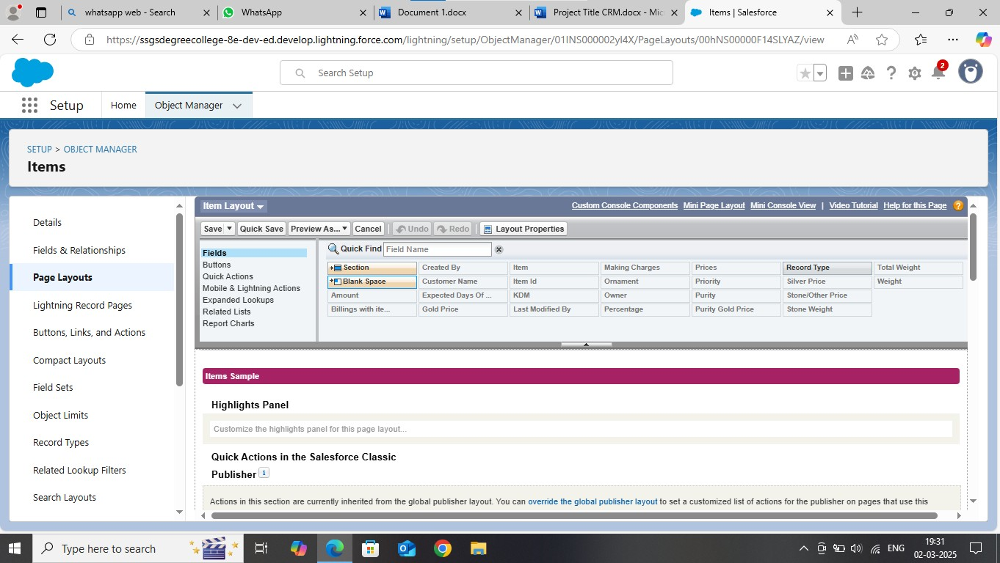 whatsapp web - Search
WhatsApp
Document 1.docx
Project Title CRM.docx - Mic
Items | Salesforce
https://ssgsdegreecollege-8e-dev-ed.develop.lightning.force.com/lightning/setup/ObjectManager/01INS000002yI4X/PageLayouts/00hNS00000F14SLYAZ/view
Search Setup
2
Setup
Home
Object Manager
SETUP > OBJECT MANAGER
Items
Details
Fields & Relationships
Page Layouts
Lightning Record Pages
Buttons, Links, and Actions
Compact Layouts
Field Sets
Object Limits
Record Types
Related Lookup Filters
Search Layouts
Item Layout
Custom Console Components Mini Page Layout Mini Console View | Video Tutorial Help for this Page ?
Save Quick Save Preview As... Cancel Undo Redo Layout Properties
Fields
Buttons
Quick Actions
Mobile & Lightning Actions
Expanded Lookups
Related Lists
Report Charts
Quick Find Field Name
Section Created By Item Making Charges Prices Record Type Total Weight
Blank Space Customer Name Item Id Ornament Priority Silver Price Weight
Amount Expected Days Of ... KDM Owner Purity Stone/Other Price
Billings with ite... Gold Price Last Modified By Percentage Purity Gold Price Stone Weight
Items Sample
Highlights Panel
Customize the highlights panel for this page layout...
Quick Actions in the Salesforce Classic
Publisher i
Actions in this section are currently inherited from the global publisher layout. You can override the global publisher layout to set a customized list of actions for the publisher on pages that use this
Type here to search
ENG
19:31
02-03-2025